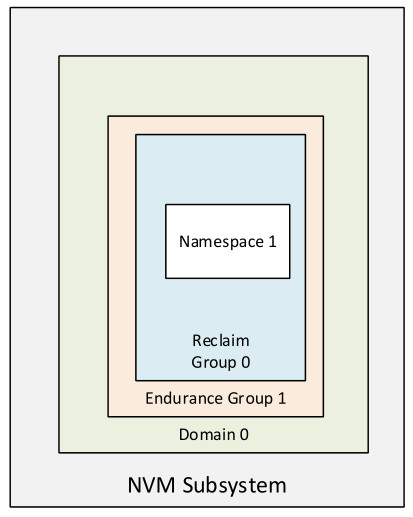 Namespace 1
Reclaim
Group 0
Endurance Group 1
Domain 0
NVM Subsystem